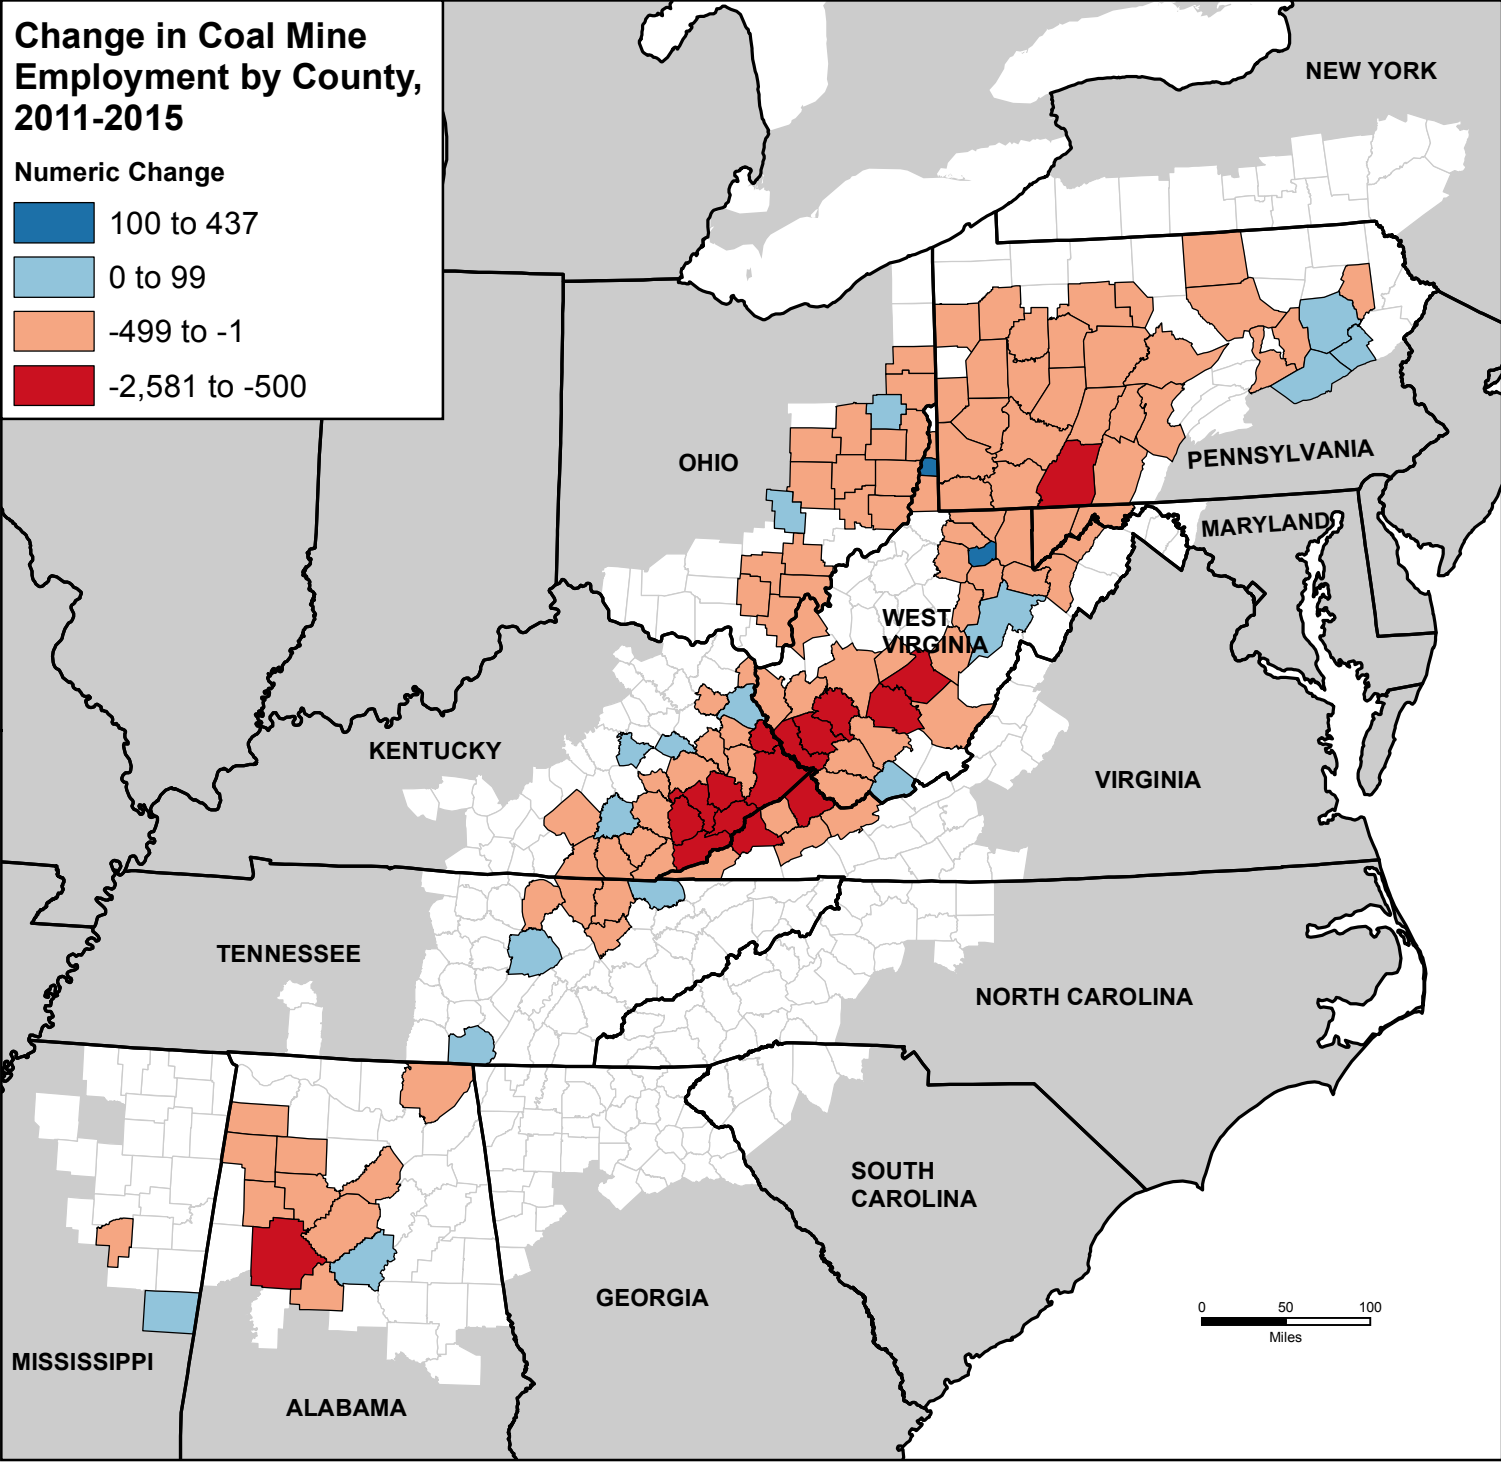 Change in Coal Mine
Employment by County,
2011-2015
Numeric Change
100 to 437
0 to 99
-499 to -1
-2,581 to -500
NEW YORK
OHIO
PENNSYLVANIA
MARYLAND
WEST
VIRGINIA
KENTUCKY
VIRGINIA
TENNESSEE
NORTH CAROLINA
SOUTH
CAROLINA
GEORGIA
MISSISSIPPI
ALABAMA
0 50 100
Miles